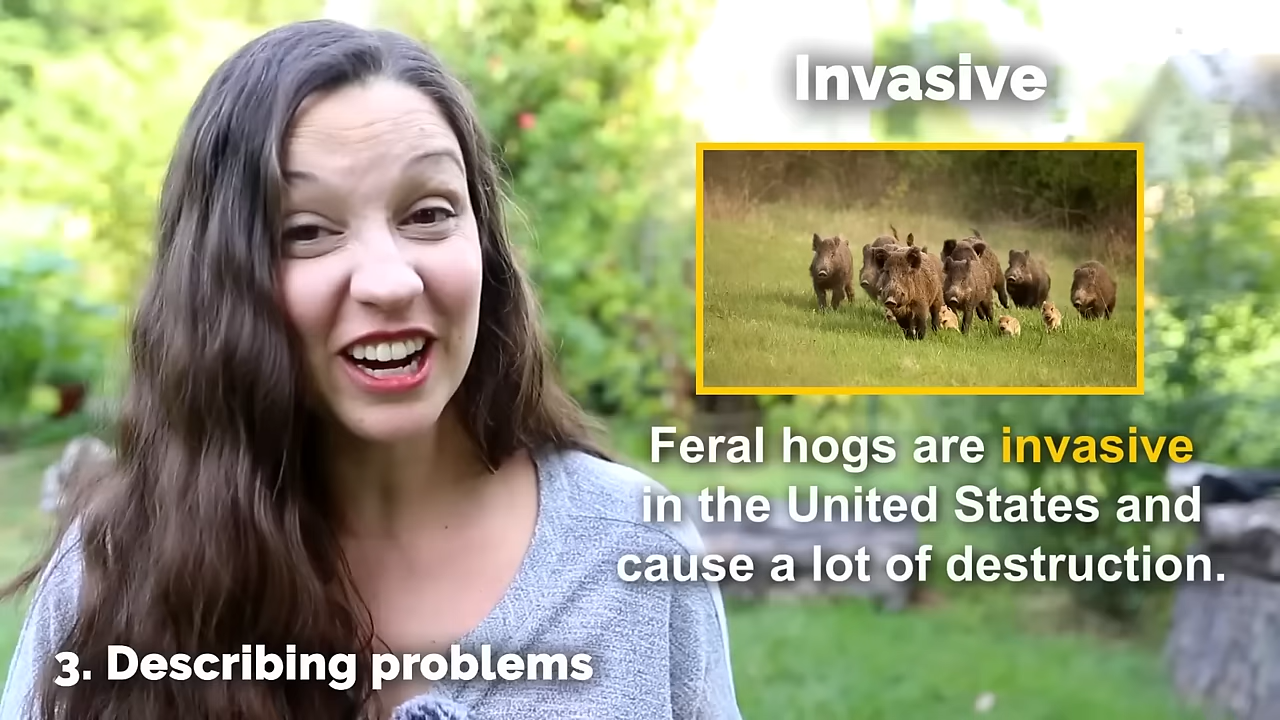 Invasive
Feral hogs are invasive
in the United States and
cause a lot of destruction.
3. Describing problems